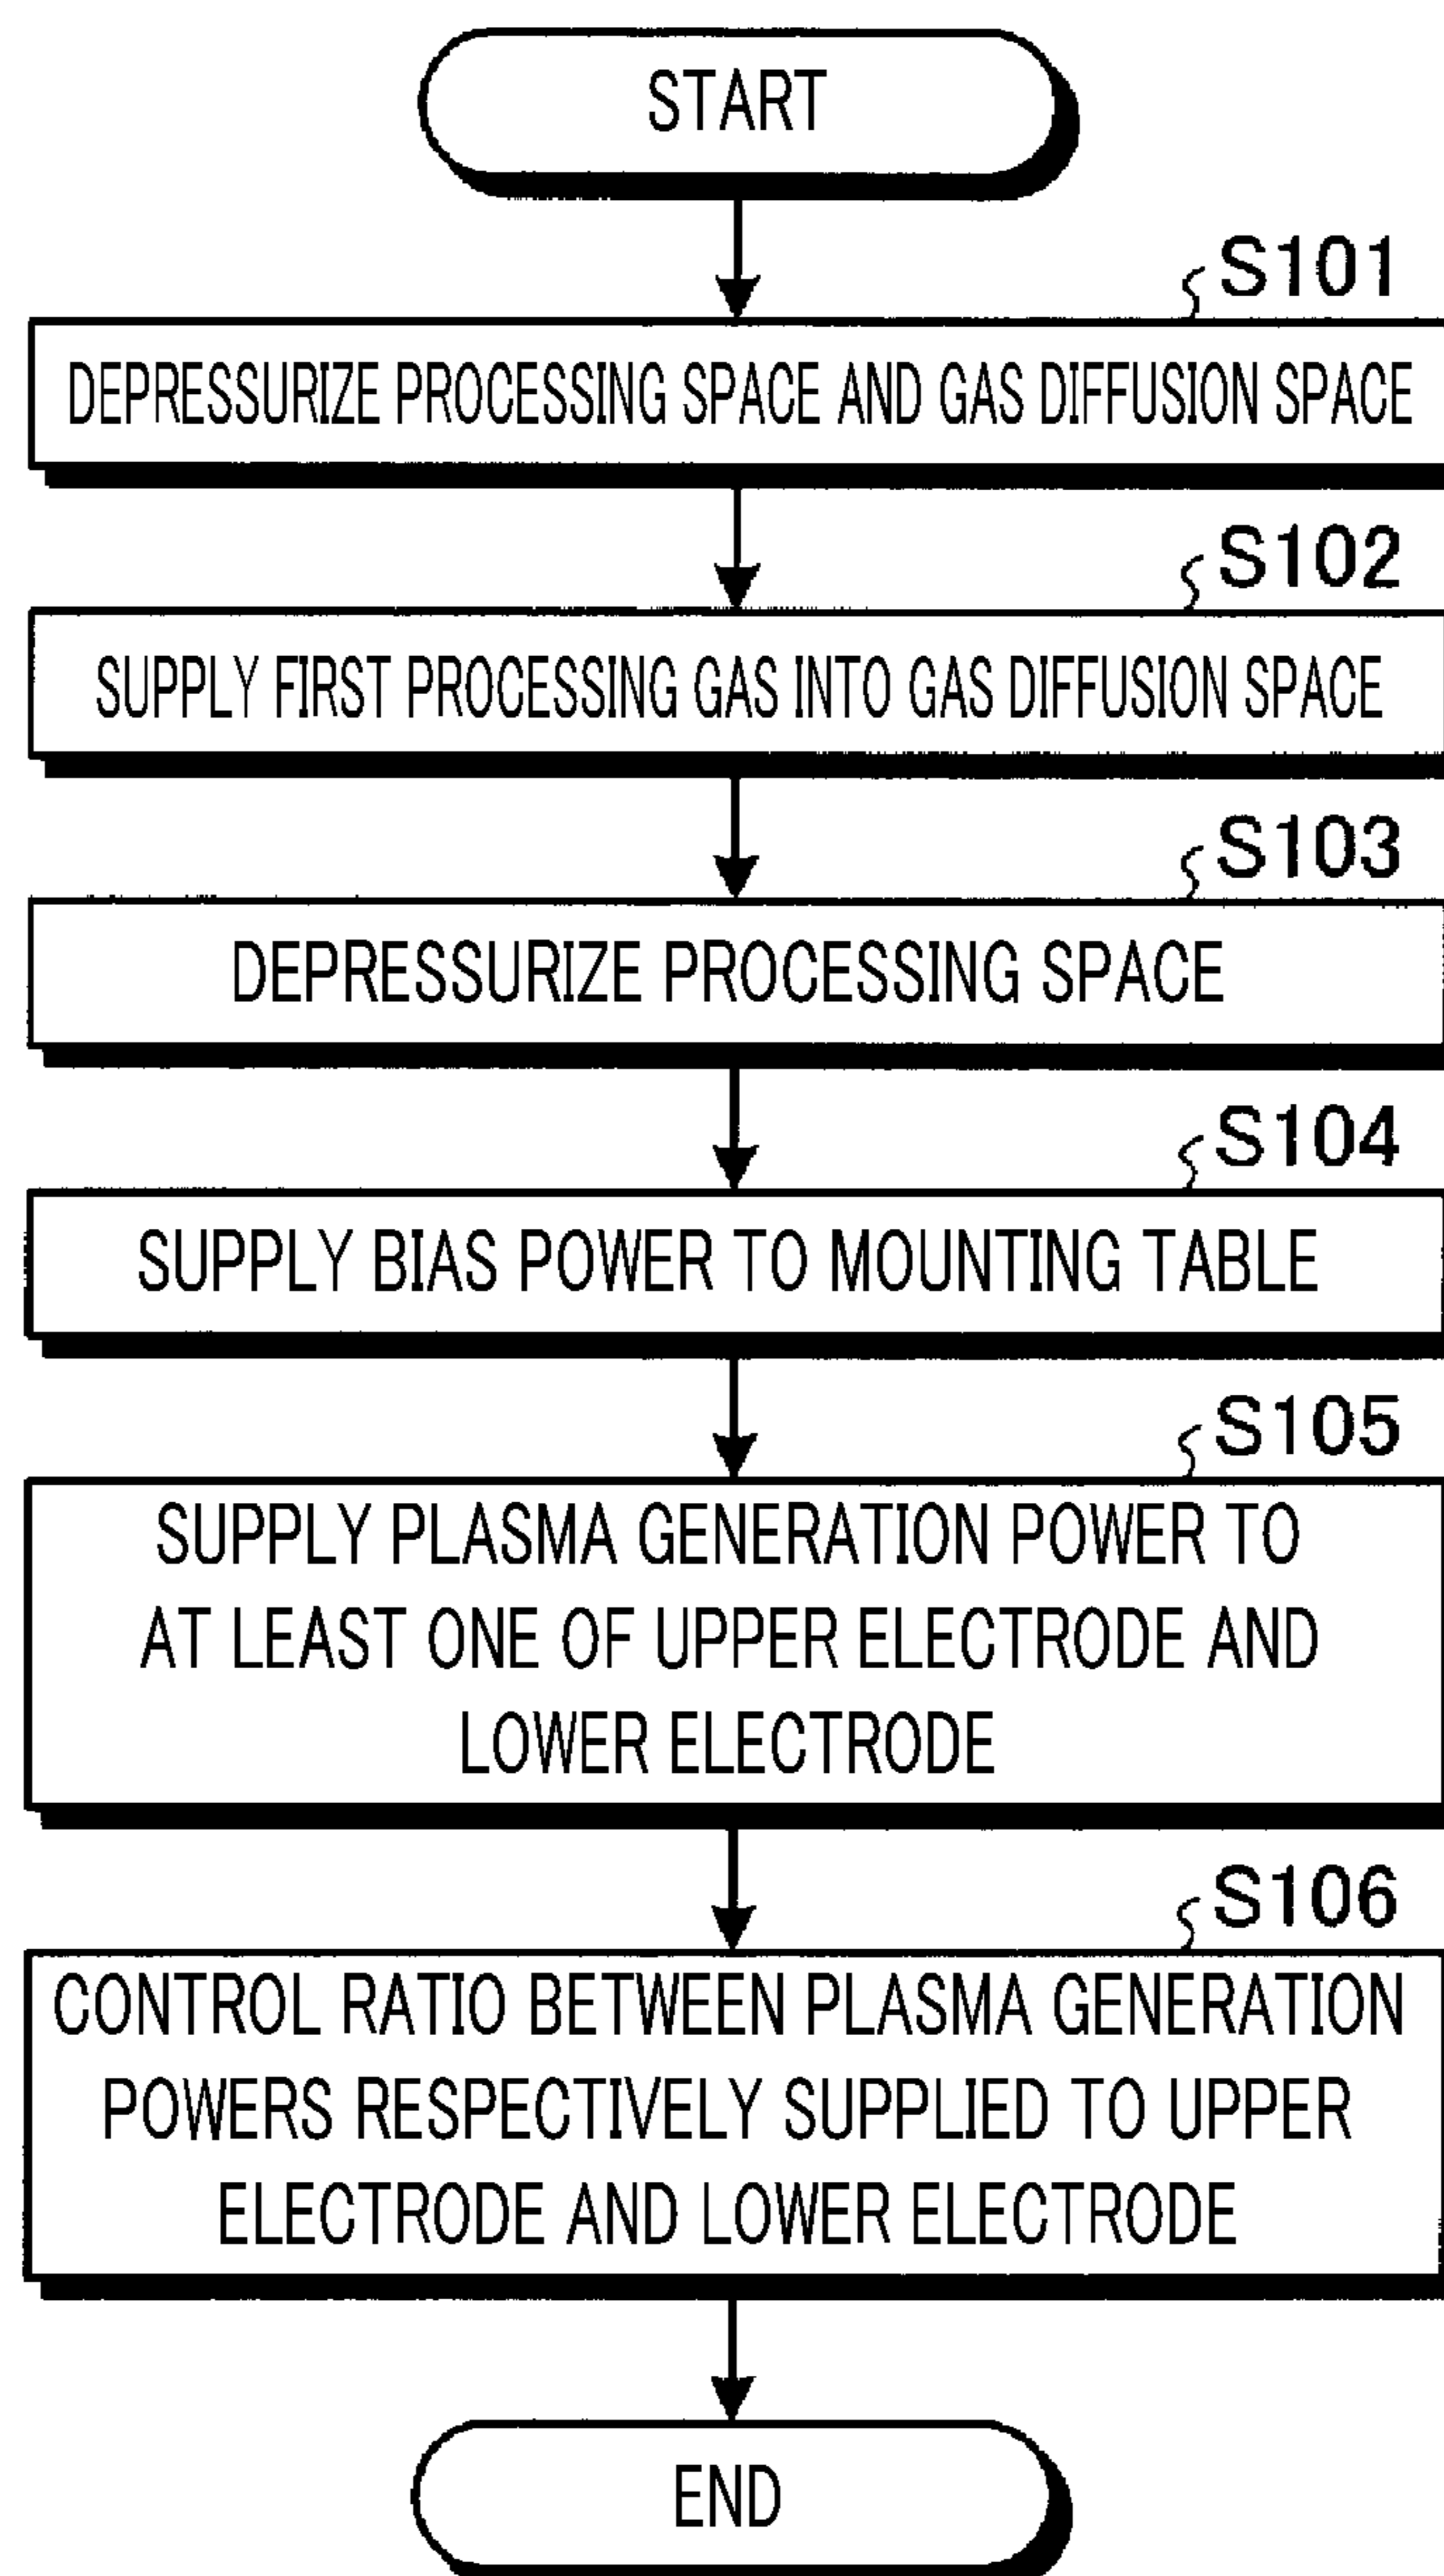 START
S101
DEPRESSURIZE PROCESSING SPACE AND GAS DIFFUSION SPACE
S102
SUPPLY FIRST PROCESSING GAS INTO GAS DIFFUSION SPACE
S103
DEPRESSURIZE PROCESSING SPACE
S104
SUPPLY BIAS POWER TO MOUNTING TABLE
S105
SUPPLY PLASMA GENERATION POWER TO
AT LEAST ONE OF UPPER ELECTRODE AND
LOWER ELECTRODE
S106
CONTROL RATIO BETWEEN PLASMA GENERATION
POWERS RESPECTIVELY SUPPLIED TO UPPER
ELECTRODE AND LOWER ELECTRODE
END